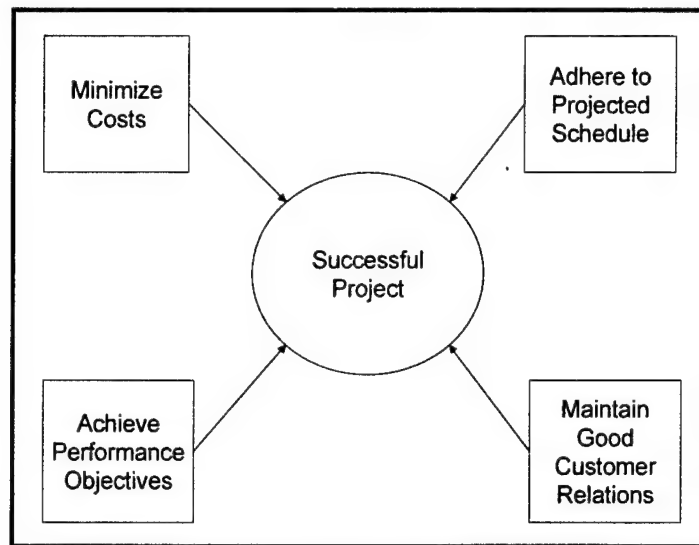 Minimize
Costs
Adhere to
Projected
Schedule
Successful
Project
Achieve
Performance
Objectives
Maintain
Good
Customer
Relations